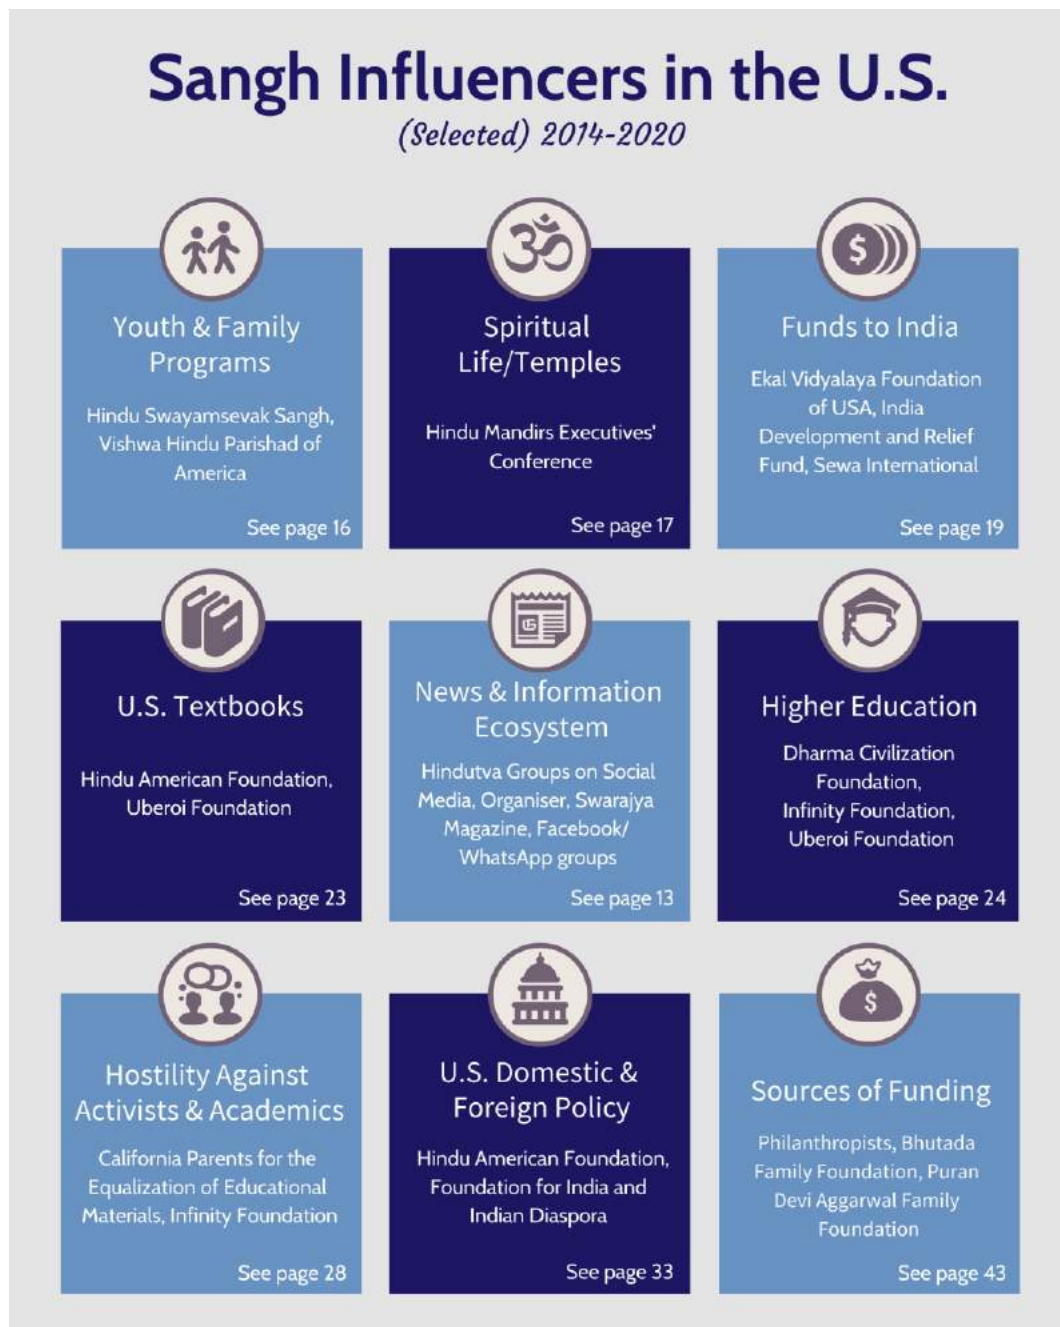 Sangh Influencers in the U.S.
(Selected) 2014-2020
Youth & Family
Programs
Hindu Swayamsevak Sangh,
Vishwa Hindu Parishad of
America
See page 16
Spiritual
Life/Temples
Hindu Mandirs Executives'
Conference
See page 17
Funds to India
Ekal Vidyalaya Foundation
of USA, India
Development and Relief
Fund, Sewa International
See page 19
U.S. Textbooks
Hindu American Foundation,
Uberoi Foundation
See page 23
News & Information
Ecosystem
Hindutva Groups on Social
Media, Organiser, Swarajya
Magazine, Facebook/
WhatsApp groups
See page 13
Higher Education
Dharma Civilization
Foundation,
Infinity Foundation,
Uberoi Foundation
See page 24
Hostility Against
Activists & Academics
California Parents for the
Equalization of Educational
Materials, Infinity Foundation
See page 28
U.S. Domestic &
Foreign Policy
Hindu American Foundation,
Foundation for India and
Indian Diaspora
See page 33
Sources of Funding
Philanthropists, Bhutada
Family Foundation, Puran
Devi Aggarwal Family
Foundation
See page 43